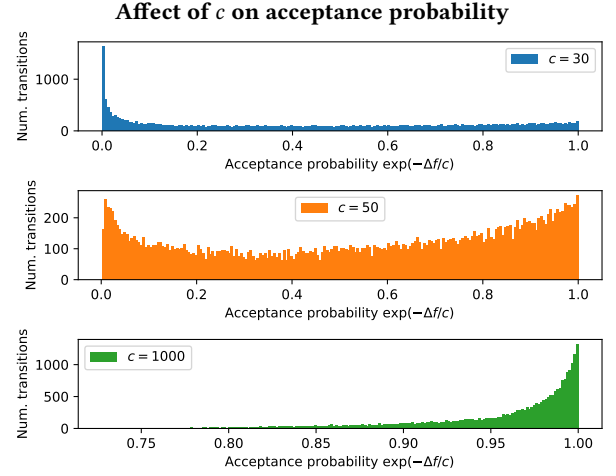 Affect of c on acceptance probability
Num. transitions
1000
0
c = 30
0.0 0.2 0.4 0.6 0.8 1.0
Acceptance probability exp(−Δf/c)
Num. transitions
200
100
0
c = 50
0.0 0.2 0.4 0.6 0.8 1.0
Acceptance probability exp(−Δf/c)
Num. transitions
1000
500
0
c = 1000
0.75 0.80 0.85 0.90 0.95 1.00
Acceptance probability exp(−Δf/c)